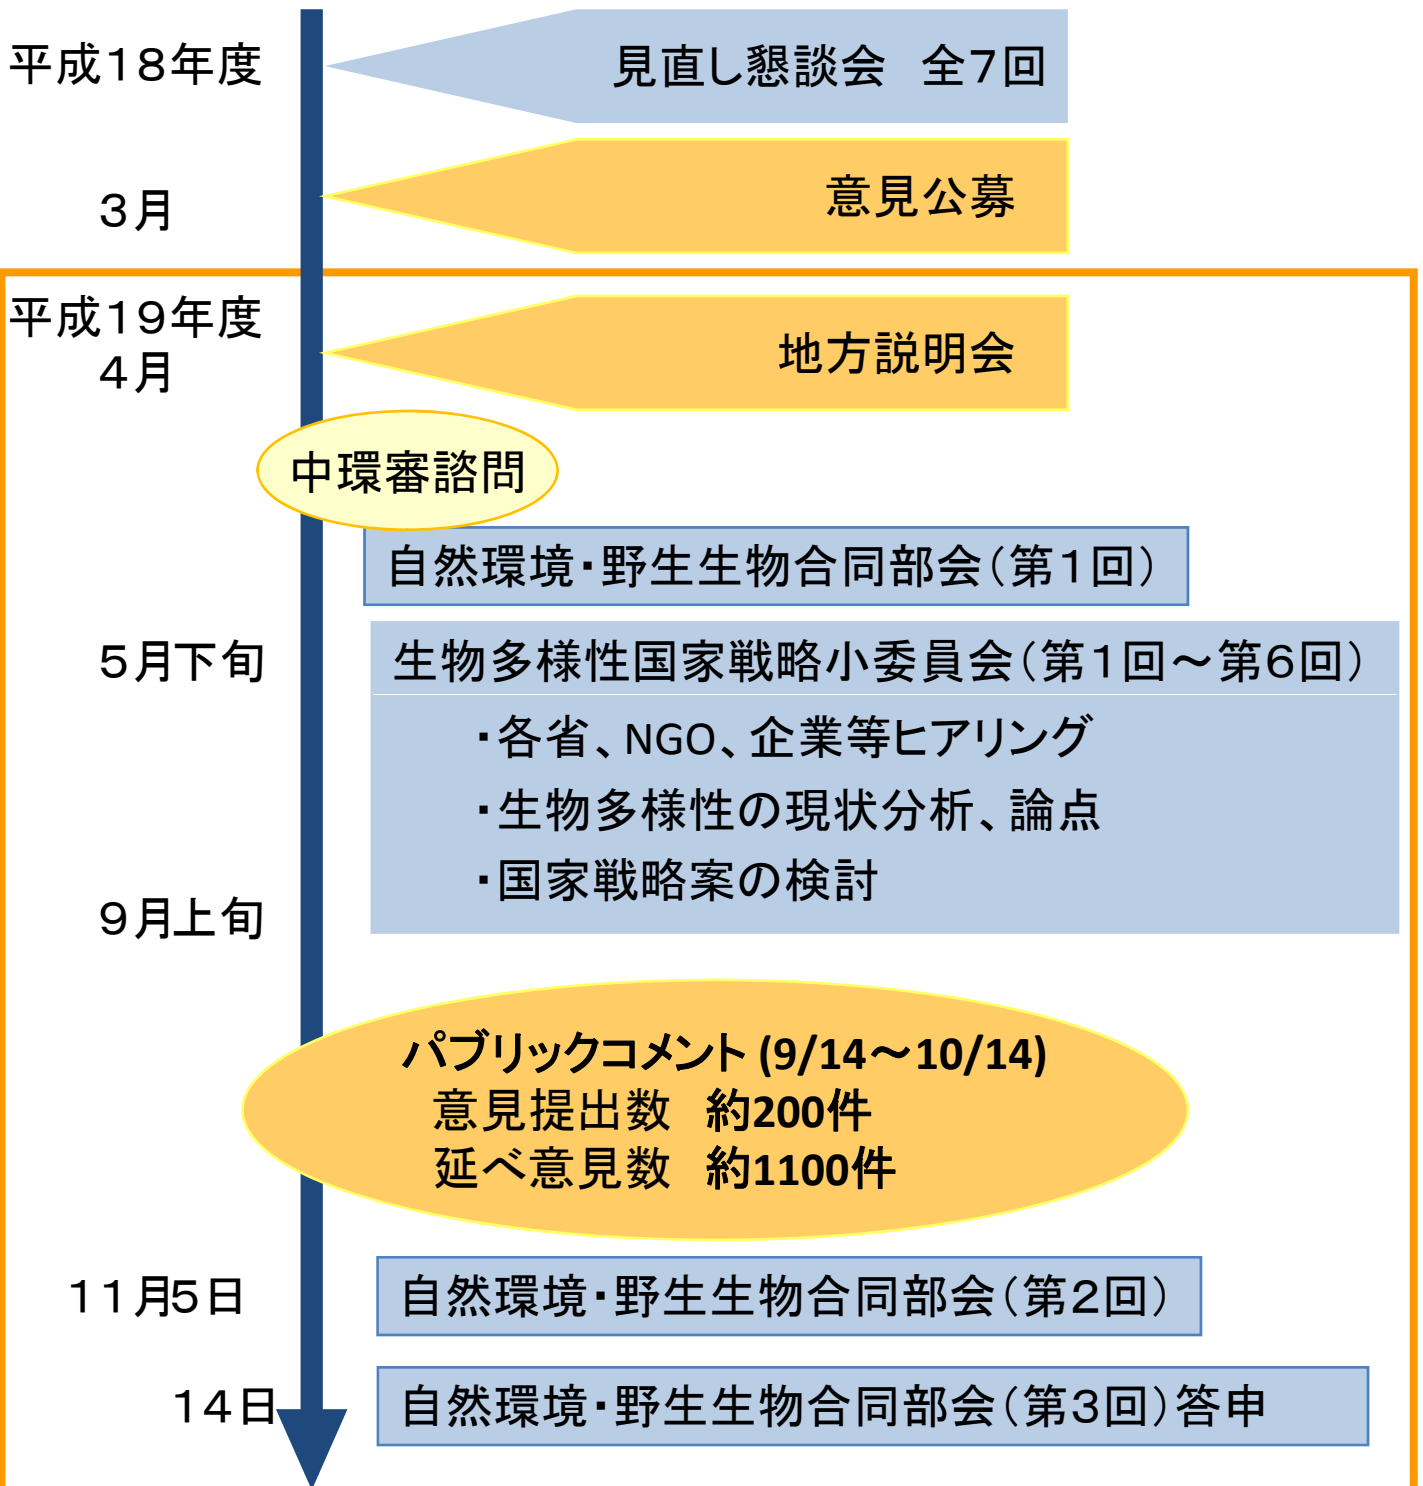 平成18年度
見直し懇談会　全7回
3月
意見公募
平成19年度
4月
地方説明会
中環審諮問
自然環境・野生生物合同部会(第1回)
5月下旬
生物多様性国家戦略小委員会(第1回～第6回)
・各省、NGO、企業等ヒアリング
・生物多様性の現状分析、論点
・国家戦略案の検討
9月上旬
パブリックコメント (9/14～10/14)
意見提出数　約200件
延べ意見数　約1100件
11月5日
自然環境・野生生物合同部会(第2回)
14日
自然環境・野生生物合同部会(第3回)答申